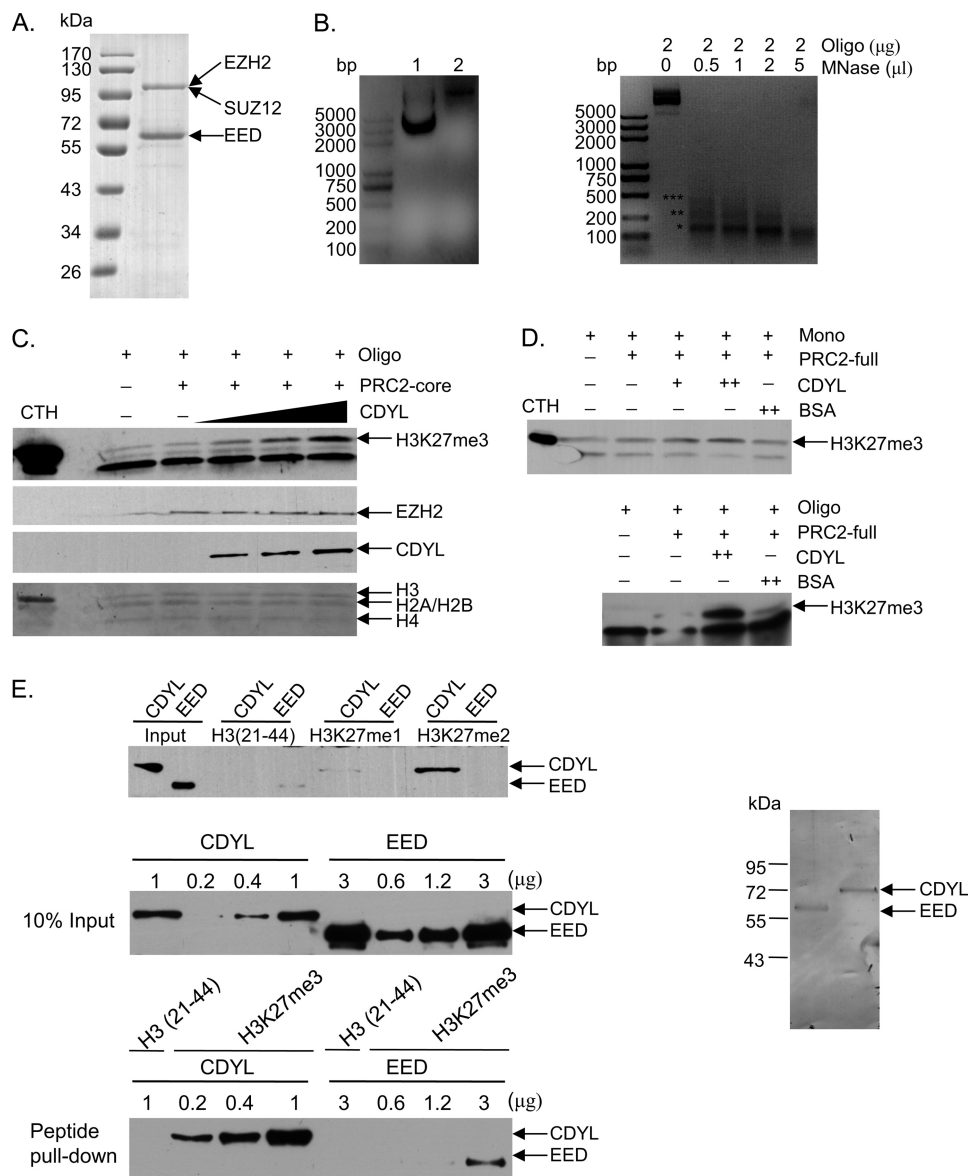 A.
kDa
170
130
95
72
55
43
34
26
EZH2
SUZ12
EED
B.
bp
1 2
5000
3000
2000
1000
750
500
200
100
2 2 2 2 2 Oligo (μg)
0 0.5 1 2 5 MNase (μl)
bp
5000
3000
2000
1000
750
500
200
100
***
**
*
C.
+ + + + + Oligo
– + + + + PRC2-core
CTH – – CDYL
H3K27me3
EZH2
CDYL
H3
H2A/H2B
H4
D.
+ + + + + Mono
– + + + + PRC2-full
– – + ++ – CDYL
CTH – – – – ++ BSA
H3K27me3
+ + + + Oligo
– + + + PRC2-full
– – ++ – CDYL
– – – ++ BSA
H3K27me3
E.
CDYL EED CDYL EED CDYL EED CDYL EED
Input H3(21-44) H3K27me1 H3K27me2
CDYL
EED
CDYL EED
1 0.2 0.4 1 3 0.6 1.2 3 (μg)
10% Input
CDYL
EED
H3 (21-44) H3K27me3 H3 (21-44) H3K27me3
CDYL EED
1 0.2 0.4 1 3 0.6 1.2 3 (μg)
Peptide
pull-down
CDYL
EED
kDa
95
72
55
43
CDYL
EED